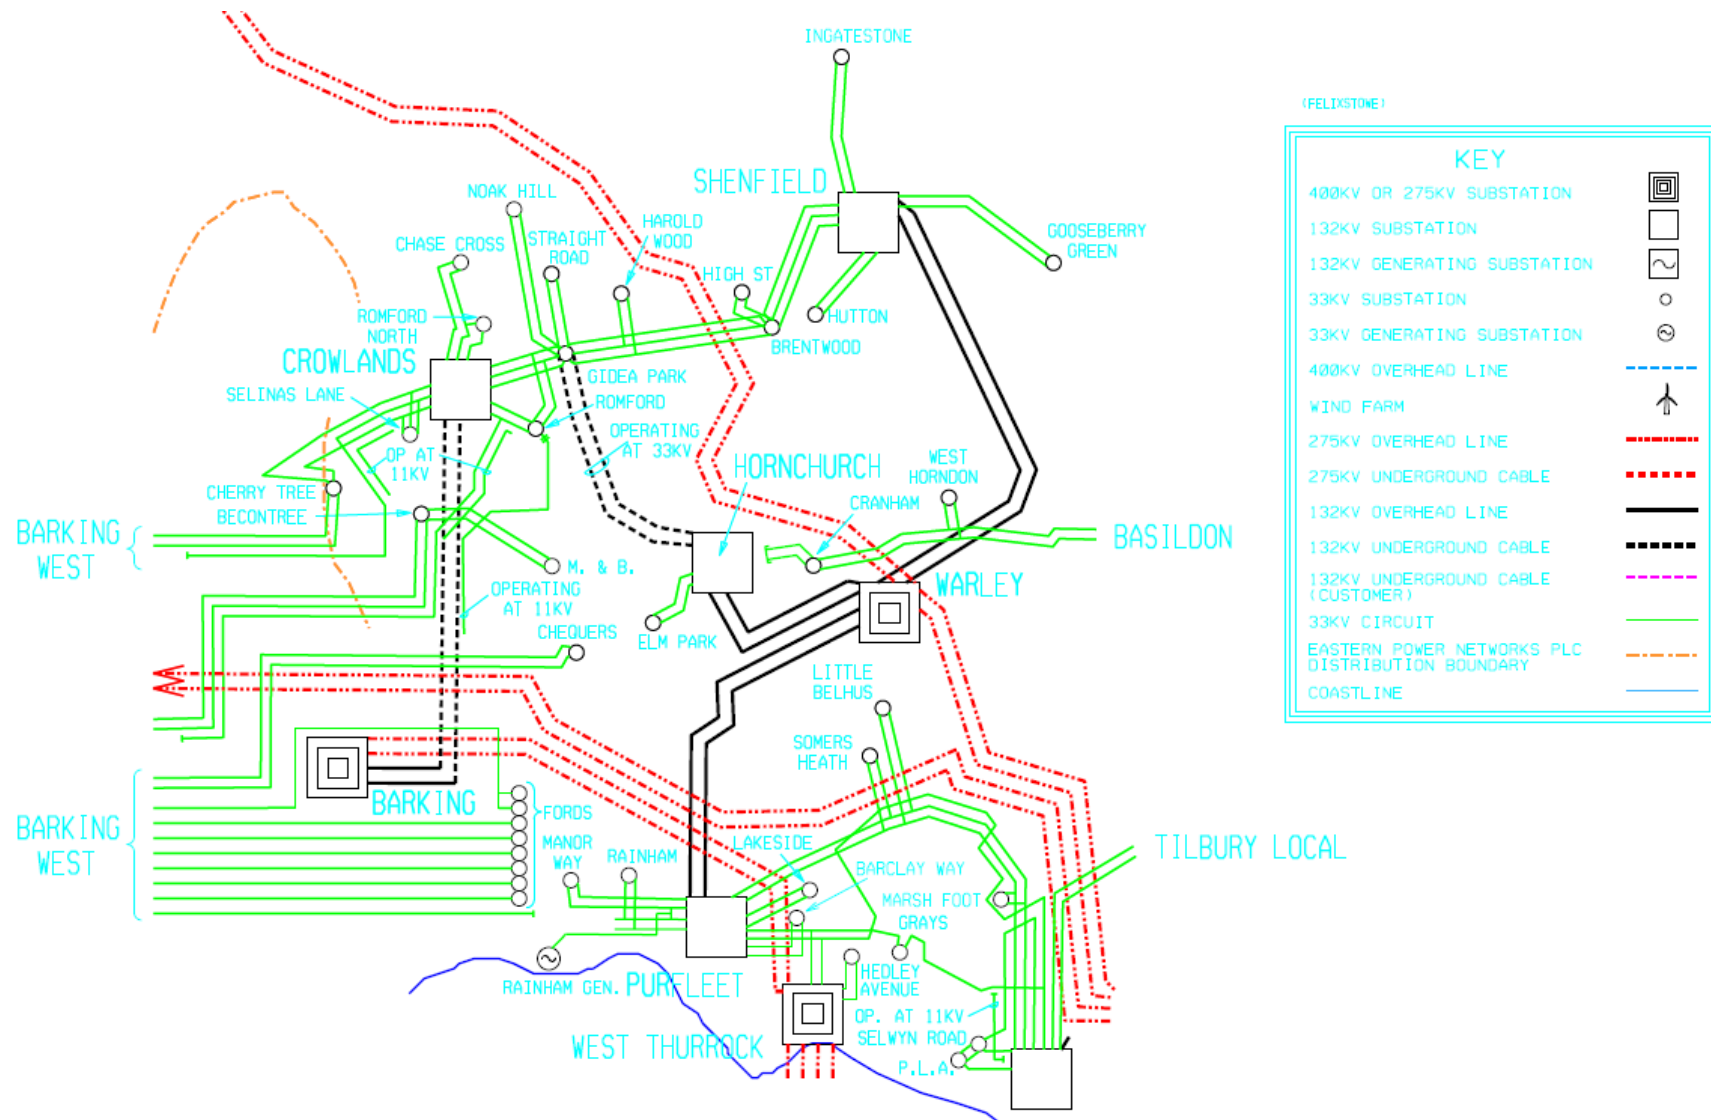 INGATESTONE
SHENFIELD
NOAK HILL
HAROLD
WOOD
STRAIGHT
ROAD
CHASE CROSS
GOOSEBERRY
GREEN
HIGH ST
HUTTON
ROMFORD
NORTH
BRENTWOOD
CROWLANDS
GIDEA PARK
SELINAS LANE
ROMFORD
OPERATING
AT 33KV
OP AT
11KV
HORNCHURCH
WEST
HORNDON
CHERRY TREE
CRANHAM
BECONTREE
BARKING
WEST
BASILDON
M. & B.
OPERATING
AT 11KV
WARLEY
CHEQUERS
ELM PARK
LITTLE
BELHUS
SOMERS
HEATH
BARKING
FORDS
BARKING
WEST
MANOR
WAY
RAINHAM
LAKESIDE
BARCLAY WAY
TILBURY LOCAL
MARSH FOOT
GRAYS
HEDLEY
AVENUE
RAINHAM GEN.
PURFLEET
OP. AT 11KV
SELWYN ROAD
WEST THURROCK
P.L.A.
(FELIXSTOWE)
KEY
400KV OR 275KV SUBSTATION
132KV SUBSTATION
132KV GENERATING SUBSTATION
33KV SUBSTATION
33KV GENERATING SUBSTATION
400KV OVERHEAD LINE
WIND FARM
275KV OVERHEAD LINE
275KV UNDERGROUND CABLE
132KV OVERHEAD LINE
132KV UNDERGROUND CABLE
132KV UNDERGROUND CABLE
(CUSTOMER)
33KV CIRCUIT
EASTERN POWER NETWORKS PLC
DISTRIBUTION BOUNDARY
COASTLINE